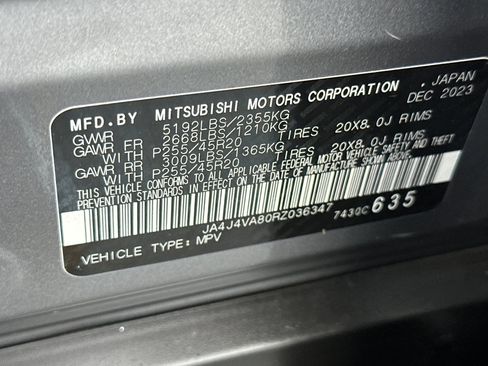 MFD.BY MITSUBISHI MOTORS CORPORATION , JAPAN
GVWR 5192LBS/2355KG DEC 2023
GAWR FR 2668LBS/1210KG
WITH P255/45R20 TIRES 20X8.0J RIMS
GAWR RR 3009LBS/1365KG
WITH P255/45R20 TIRES 20X8.0J RIMS
THIS VEHICLE CONFORMS TO ALL APPLICABLE FEDERAL MOTOR VEHICLE SAFETY AND THEFT
PREVENTION STANDARDS IN EFFECT ON THE DATE OF MANUFACTURE SHOWN ABOVE.
JA4J4VA80RZ036347 7430C 635
VEHICLE TYPE: MPV